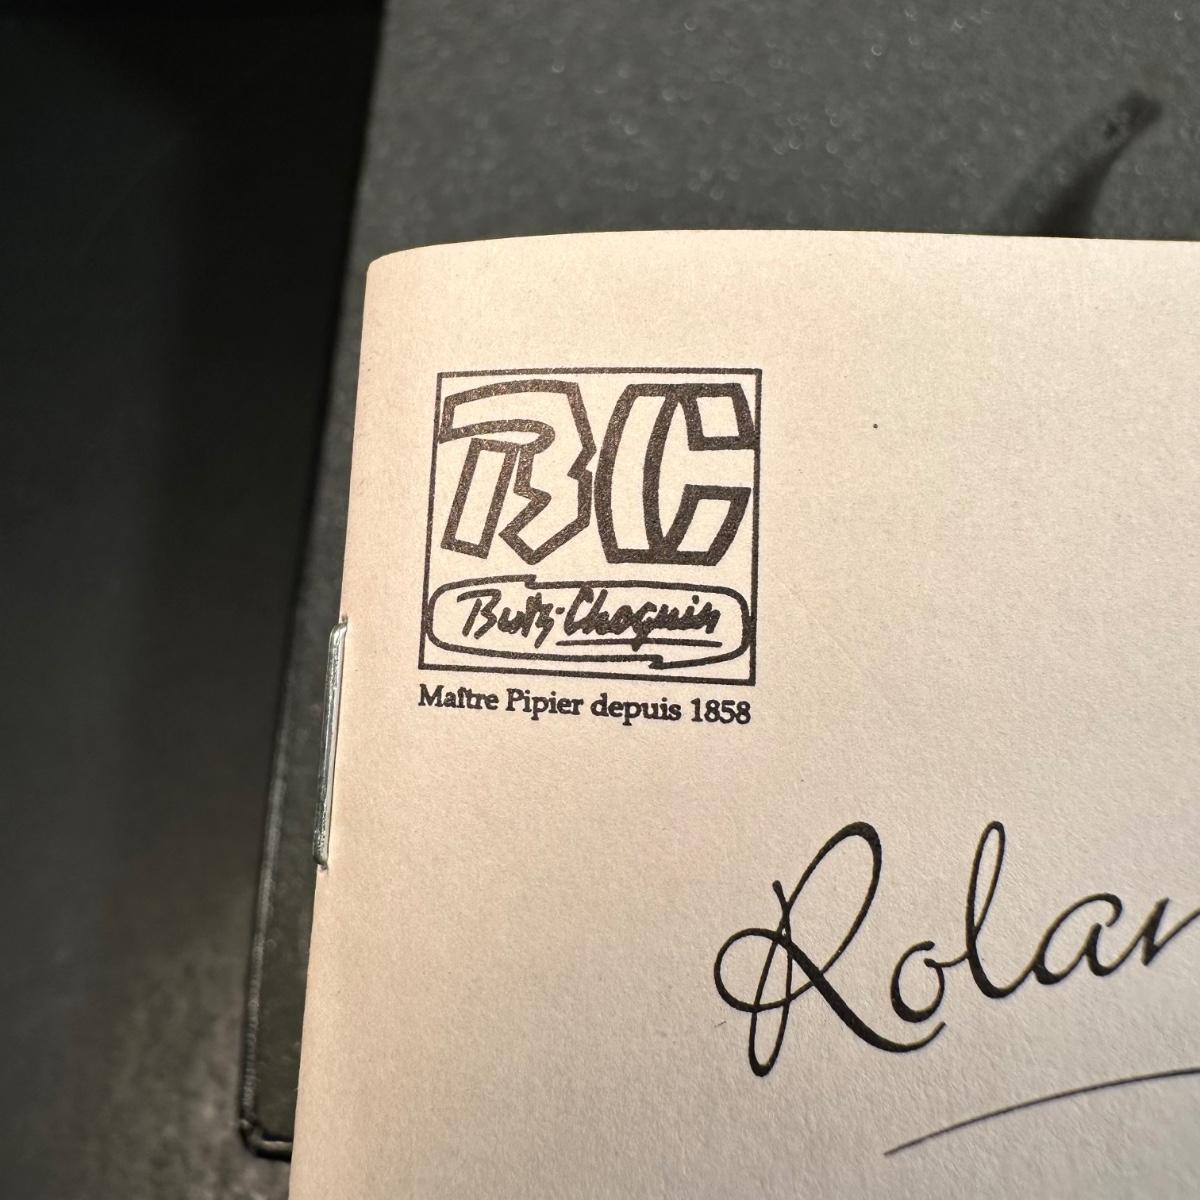 BC
Butz-Choquin
Maître Pipier depuis 1858
Rolan